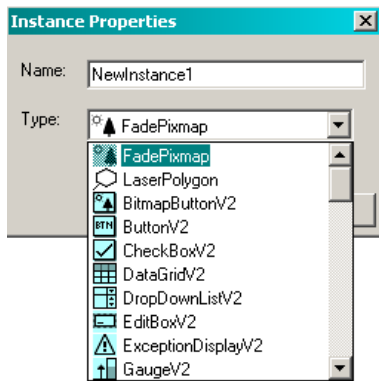 Instance Properties
Name: NewInstance1
Type: FadePixmap
FadePixmap
LaserPolygon
BitmapButtonV2
BTN ButtonV2
CheckBoxV2
DataGridV2
DropDownListV2
EditBoxV2
ExceptionDisplayV2
GaugeV2